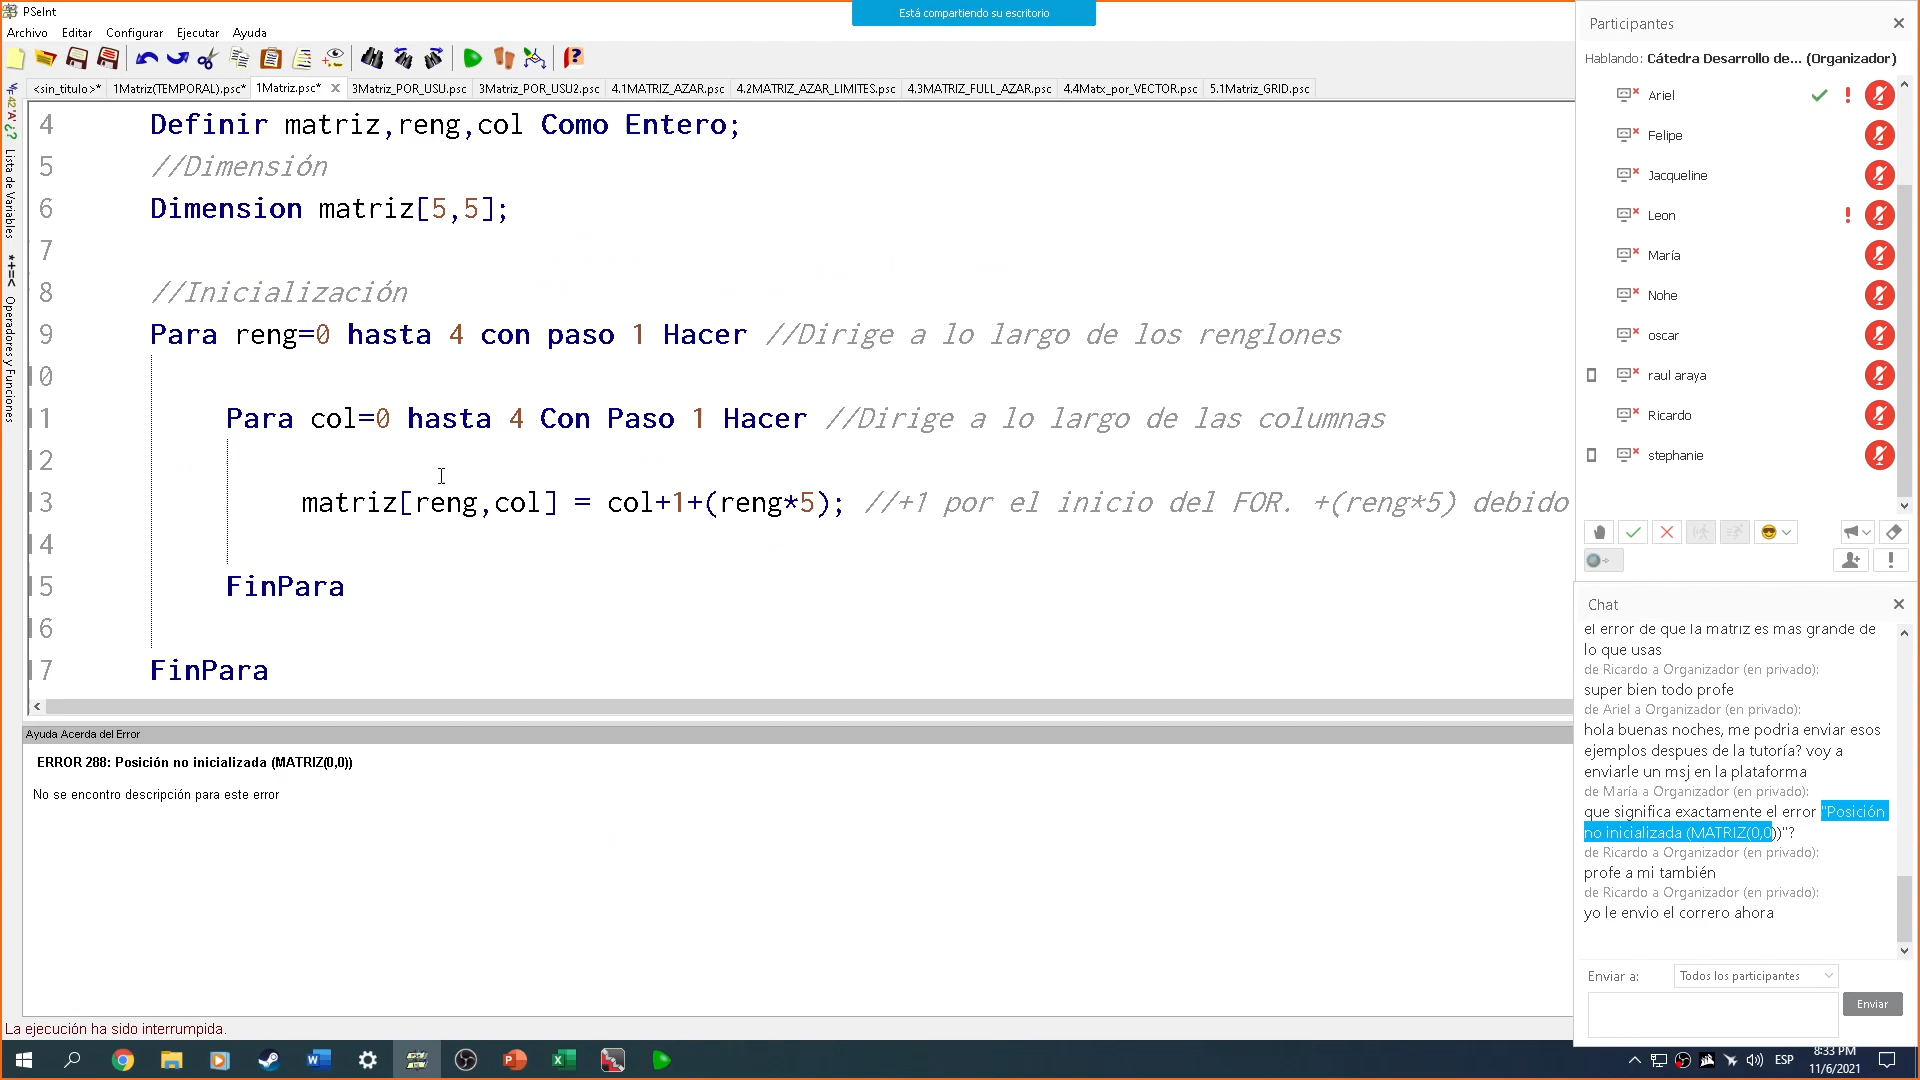 PSeInt
Está compartiendo su escritorio
Archivo Editar Configurar Ejecutar Ayuda
<sin_titulo>* 1Matriz(TEMPORAL).psc* 1Matriz.psc* 3Matriz_POR_USU.psc 3Matriz_POR_USU2.psc 4.1MATRIZ_AZAR.psc 4.2MATRIZ_AZAR_LIMITES.psc 4.3MATRIZ_FULL_AZAR.psc 4.4Matx_por_VECTOR.psc 5.1Matriz_GRID.psc
Lista de Variables
*+=< Operadores y Funciones
4 Definir matriz,reng,col Como Entero;
5 //Dimensión
6 Dimension matriz[5,5];
7
8 //Inicialización
9 Para reng=0 hasta 4 con paso 1 Hacer //Dirige a lo largo de los renglones
10
11 Para col=0 hasta 4 Con Paso 1 Hacer //Dirige a lo largo de las columnas
12
13 matriz[reng,col] = col+1+(reng*5); //+1 por el inicio del FOR. +(reng*5) debido
14
15 FinPara
16
17 FinPara
Ayuda Acerda del Error
ERROR 288: Posición no inicializada (MATRIZ(0,0))
No se encontro descripción para este error
La ejecución ha sido interrumpida.
Participantes
Hablando: Cátedra Desarrollo de... (Organizador)
Ariel
Felipe
Jacqueline
Leon
María
Nohe
oscar
raul araya
Ricardo
stephanie
Chat
el error de que la matriz es mas grande de
lo que usas
de Ricardo a Organizador (en privado):
super bien todo profe
de Ariel a Organizador (en privado):
hola buenas noches, me podria enviar esos
ejemplos despues de la tutoría? voy a
enviarle un msj en la plataforma
de María a Organizador (en privado):
que significa exactamente el error "Posición
no inicializada (MATRIZ(0,0))"?
de Ricardo a Organizador (en privado):
profe a mi también
de Ricardo a Organizador (en privado):
yo le envio el correro ahora
Enviar a: Todos los participantes
Enviar
ESP
8:33 PM
11/6/2021